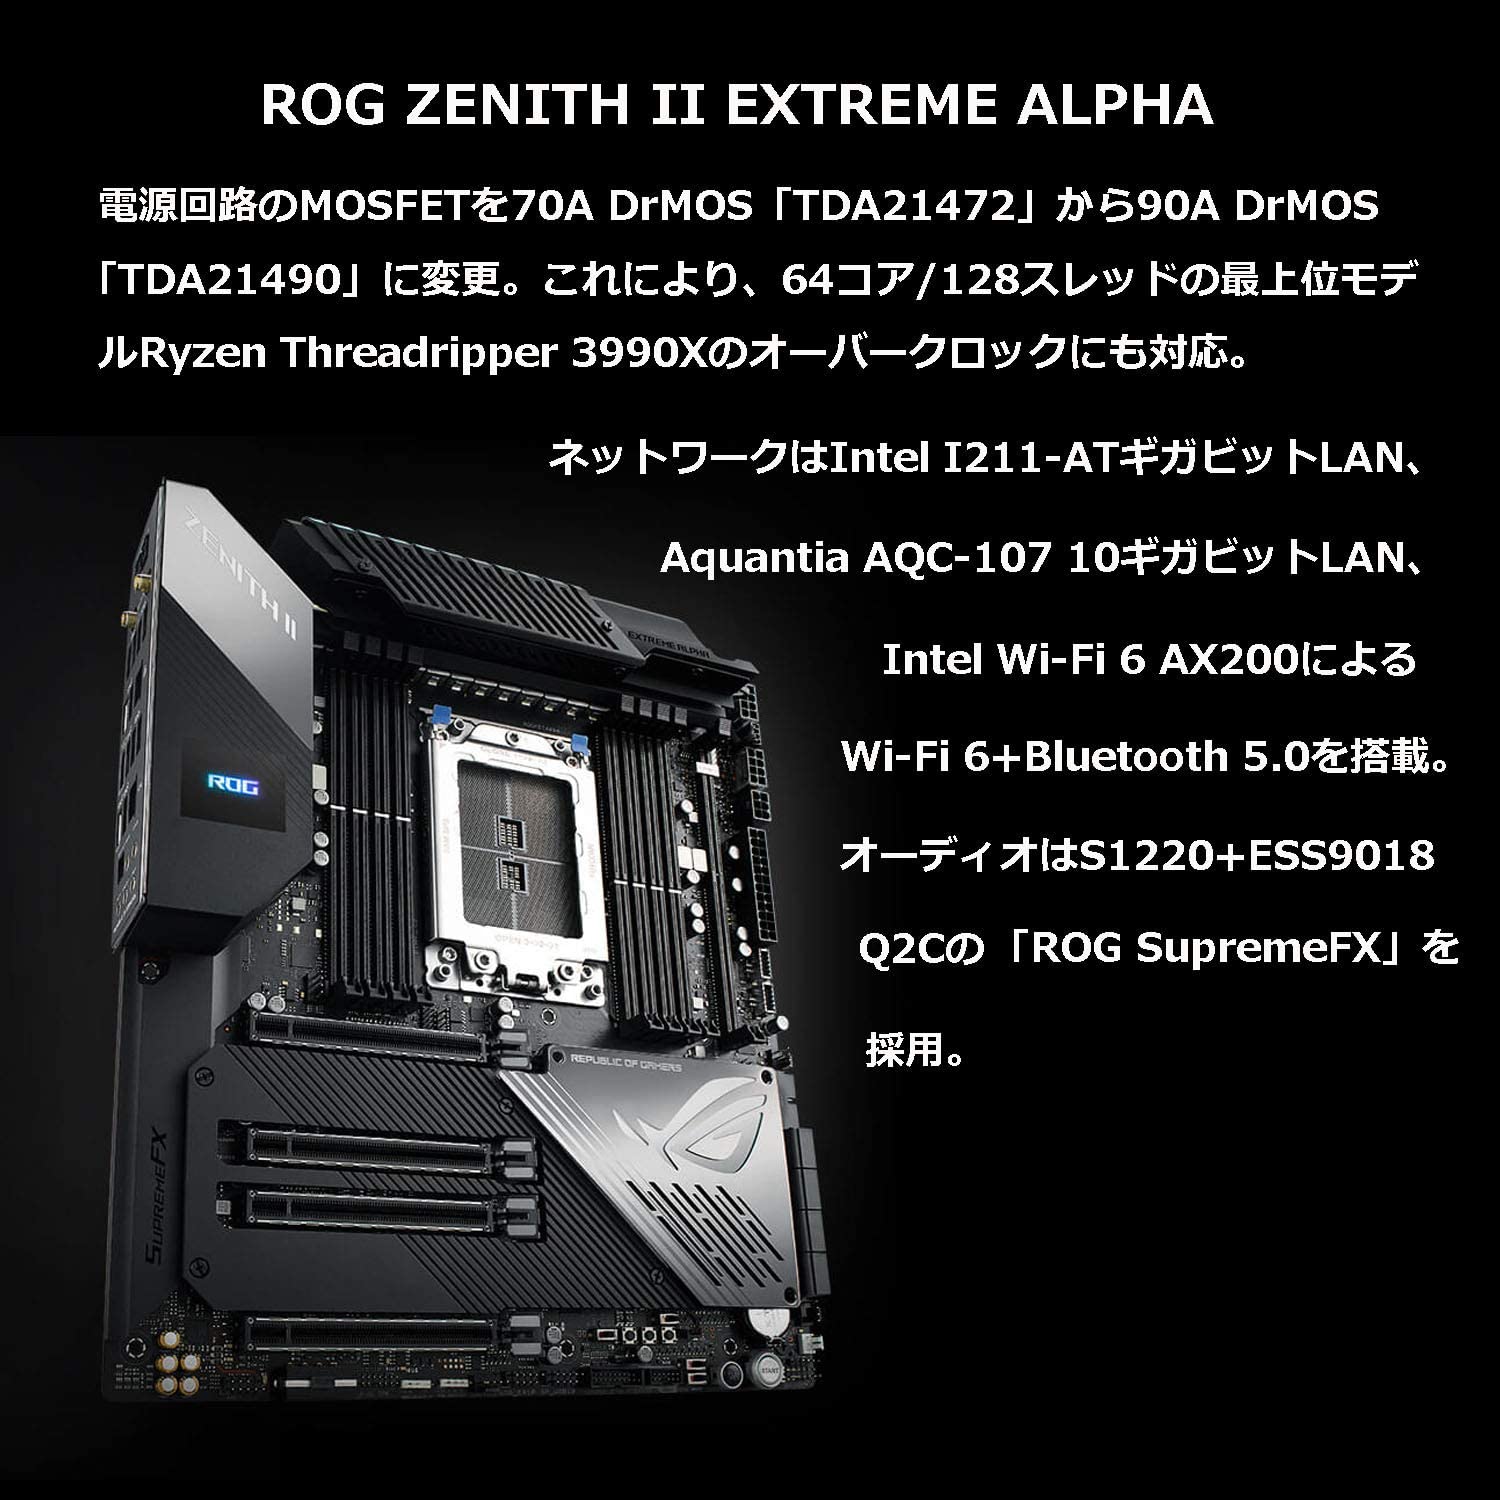 ROG ZENITH II EXTREME ALPHA
電源回路のMOSFETを70A DrMOS「TDA21472」から90A DrMOS
「TDA21490」に変更。これにより、64コア/128スレッドの最上位モデ
ルRyzen Threadripper 3990Xのオーバークロックにも対応。
ネットワークはIntel I211-ATギガビットLAN、
Aquantia AQC-107 10ギガビットLAN、
Intel Wi-Fi 6 AX200による
Wi-Fi 6+Bluetooth 5.0を搭載。
オーディオはS1220+ESS9018
Q2Cの「ROG SupremeFX」を
採用。
ZENITH II
EXTREME ALPHA
ROG
REPUBLIC OF GAMERS
SUPREMEFX
START